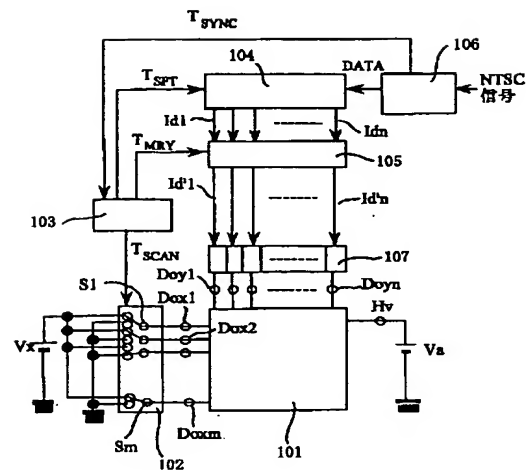 TSYNC
104
106
DATA
NTSC
信号
TSFT
Id1
Idn
TMRY
105
Id'1
Id'n
103
TSCAN
107
Doy1
Doyn
S1
Dox1
Hv
Vx
Dox2
Va
Sm
Doxm
102
101